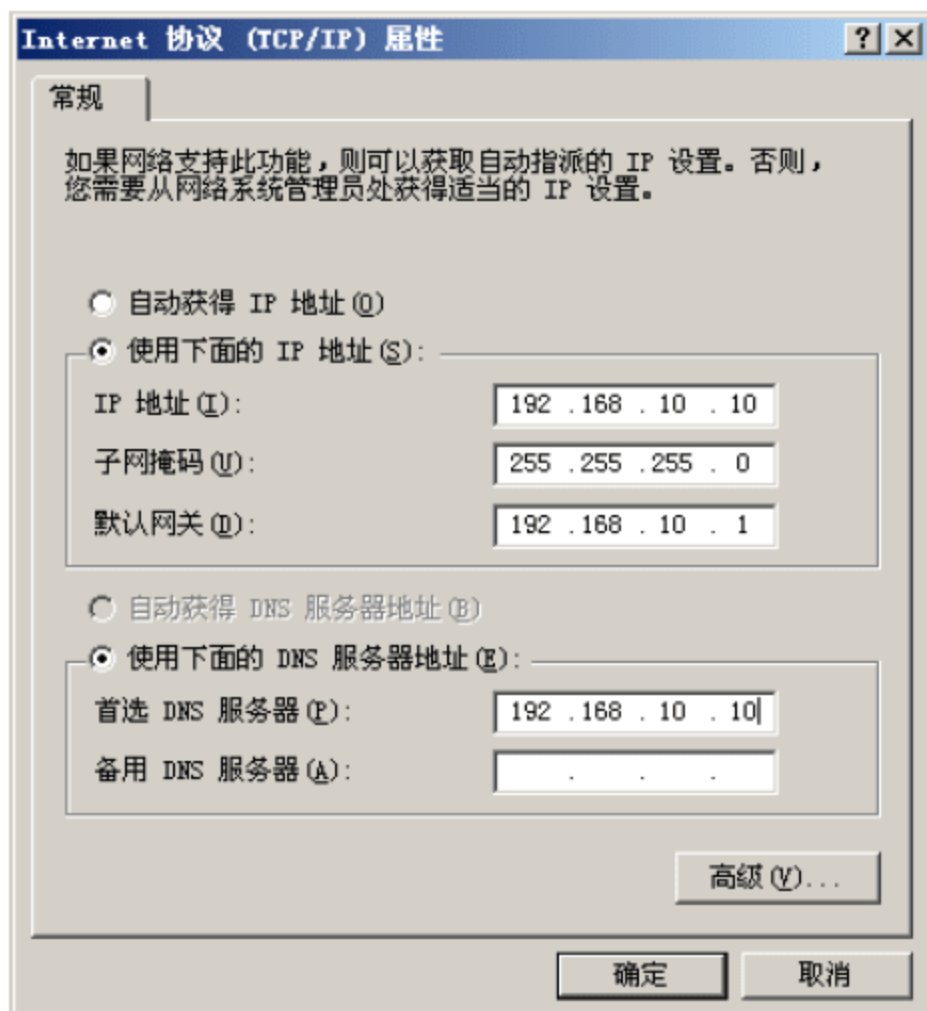 Internet 协议 (TCP/IP) 属性
常规
如果网络支持此功能，则可以获取自动指派的 IP 设置。否则，
您需要从网络系统管理员处获得适当的 IP 设置。
自动获得 IP 地址(O)
使用下面的 IP 地址(S):
IP 地址(I): 192 .168 . 10 . 10
子网掩码(U): 255 .255 .255 . 0
默认网关(D): 192 .168 . 10 . 1
自动获得 DNS 服务器地址(B)
使用下面的 DNS 服务器地址(E):
首选 DNS 服务器(P): 192 .168 . 10 . 10
备用 DNS 服务器(A): . . .
高级(V)...
确定 取消